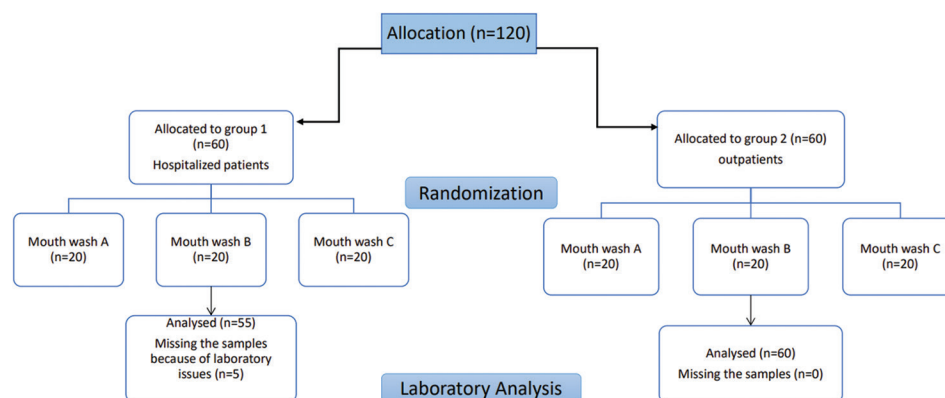 Allocation (n=120)
Allocated to group 1
(n=60)
Hospitalized patients
Allocated to group 2 (n=60)
outpatients
Randomization
Mouth wash A
(n=20)
Mouth wash B
(n=20)
Mouth wash C
(n=20)
Mouth wash A
(n=20)
Mouth wash B
(n=20)
Mouth wash C
(n=20)
Analysed (n=55)
Missing the samples
because of laboratory
issues (n=5)
Analysed (n=60)
Missing the samples (n=0)
Laboratory Analysis